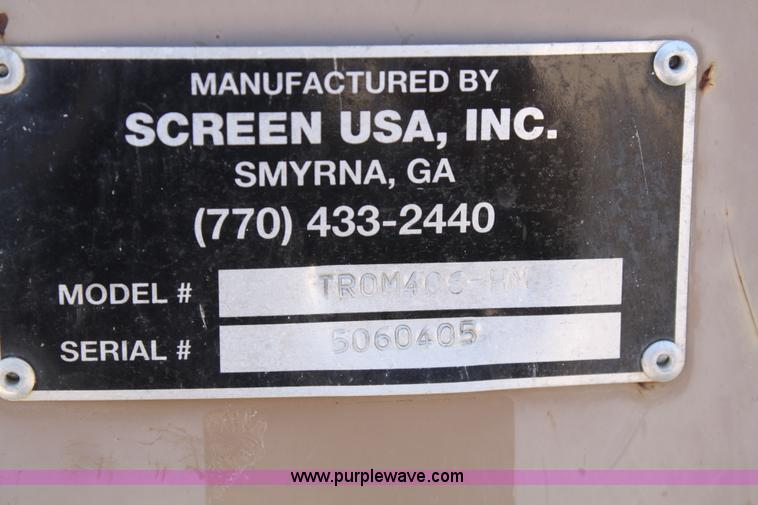 MANUFACTURED BY
SCREEN USA, INC.
SMYRNA, GA
(770) 433-2440
MODEL #
SERIAL # 5060405
www.purplewave.com